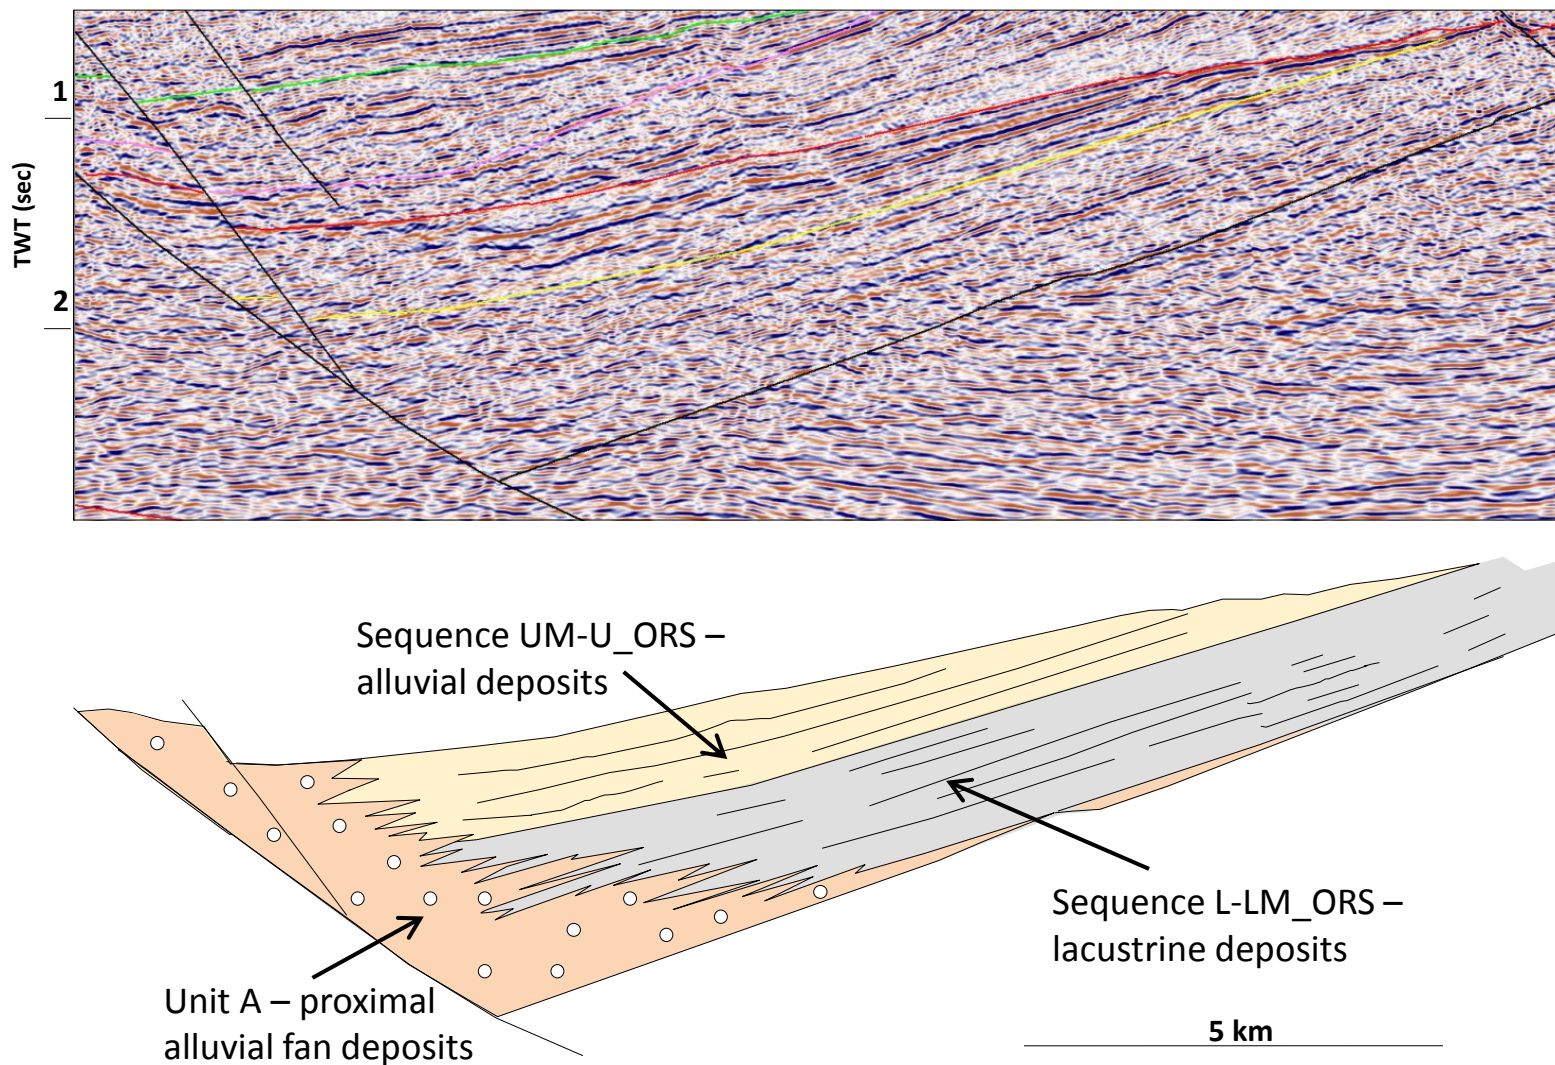 1
TWT (sec)
2
Sequence UM-U_ORS –
alluvial deposits
Sequence L-LM_ORS –
lacustrine deposits
Unit A – proximal
alluvial fan deposits
5 km